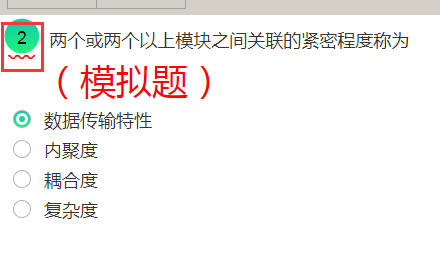 2 两个或两个以上模块之间关联的紧密程度称为
（模拟题）
数据传输特性
内聚度
耦合度
复杂度